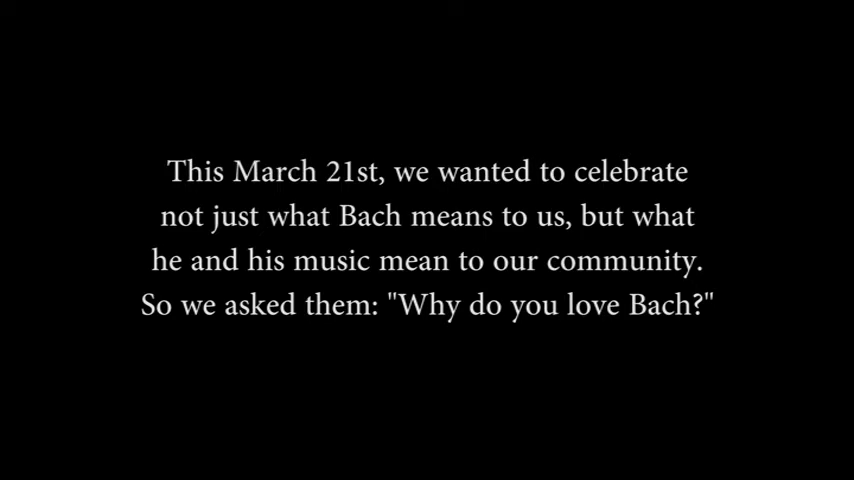 This March 21st, we wanted to celebrate
not just what Bach means to us, but what
he and his music mean to our community.
So we asked them: "Why do you love Bach?"